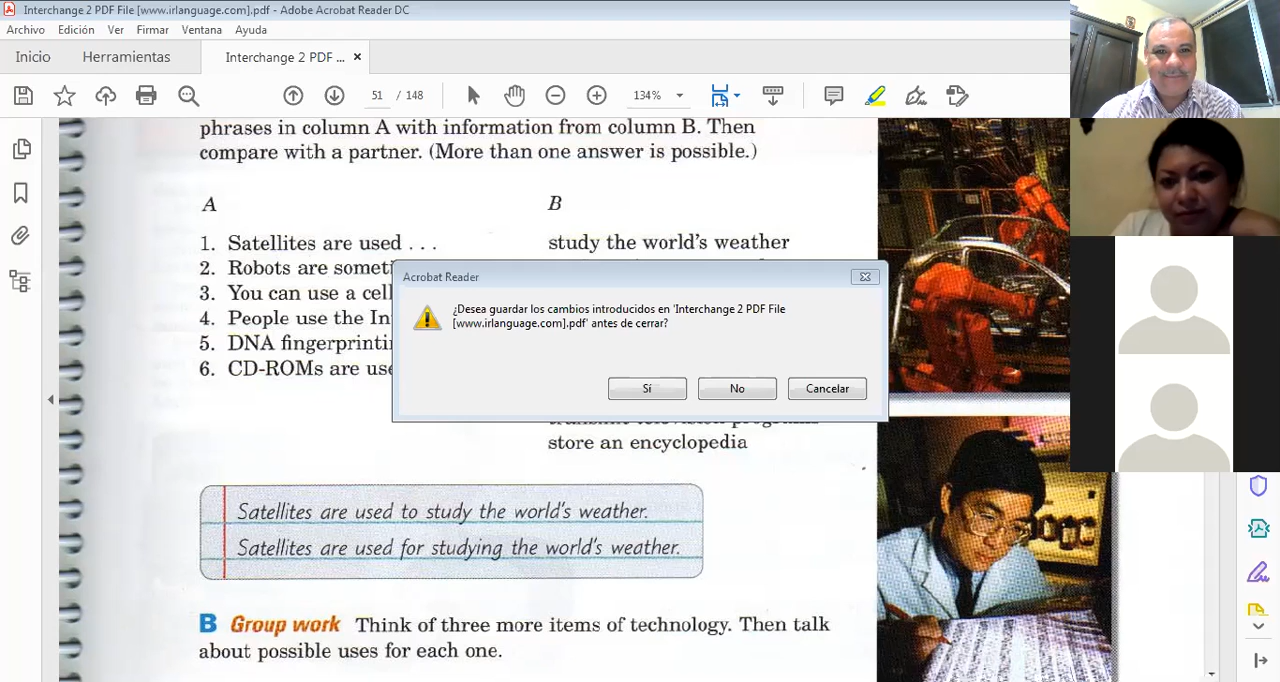 Interchange 2 PDF File [www.irlanguage.com].pdf - Adobe Acrobat Reader DC
Archivo Edición Ver Firmar Ventana Ayuda
Inicio Herramientas Interchange 2 PDF ... ×
51 / 148 134%
phrases in column A with information from column B. Then
compare with a partner. (More than one answer is possible.)
A B
1. Satellites are used . . . study the world's weather
2. Robots are someti
3. You can use a cell
4. People use the In
5. DNA fingerprinti
6. CD-ROMs are use
Acrobat Reader
¿Desea guardar los cambios introducidos en 'Interchange 2 PDF File
[www.irlanguage.com].pdf' antes de cerrar?
Sí No Cancelar
store an encyclopedia
Satellites are used to study the world's weather.
Satellites are used for studying the world's weather.
B Group work Think of three more items of technology. Then talk
about possible uses for each one.